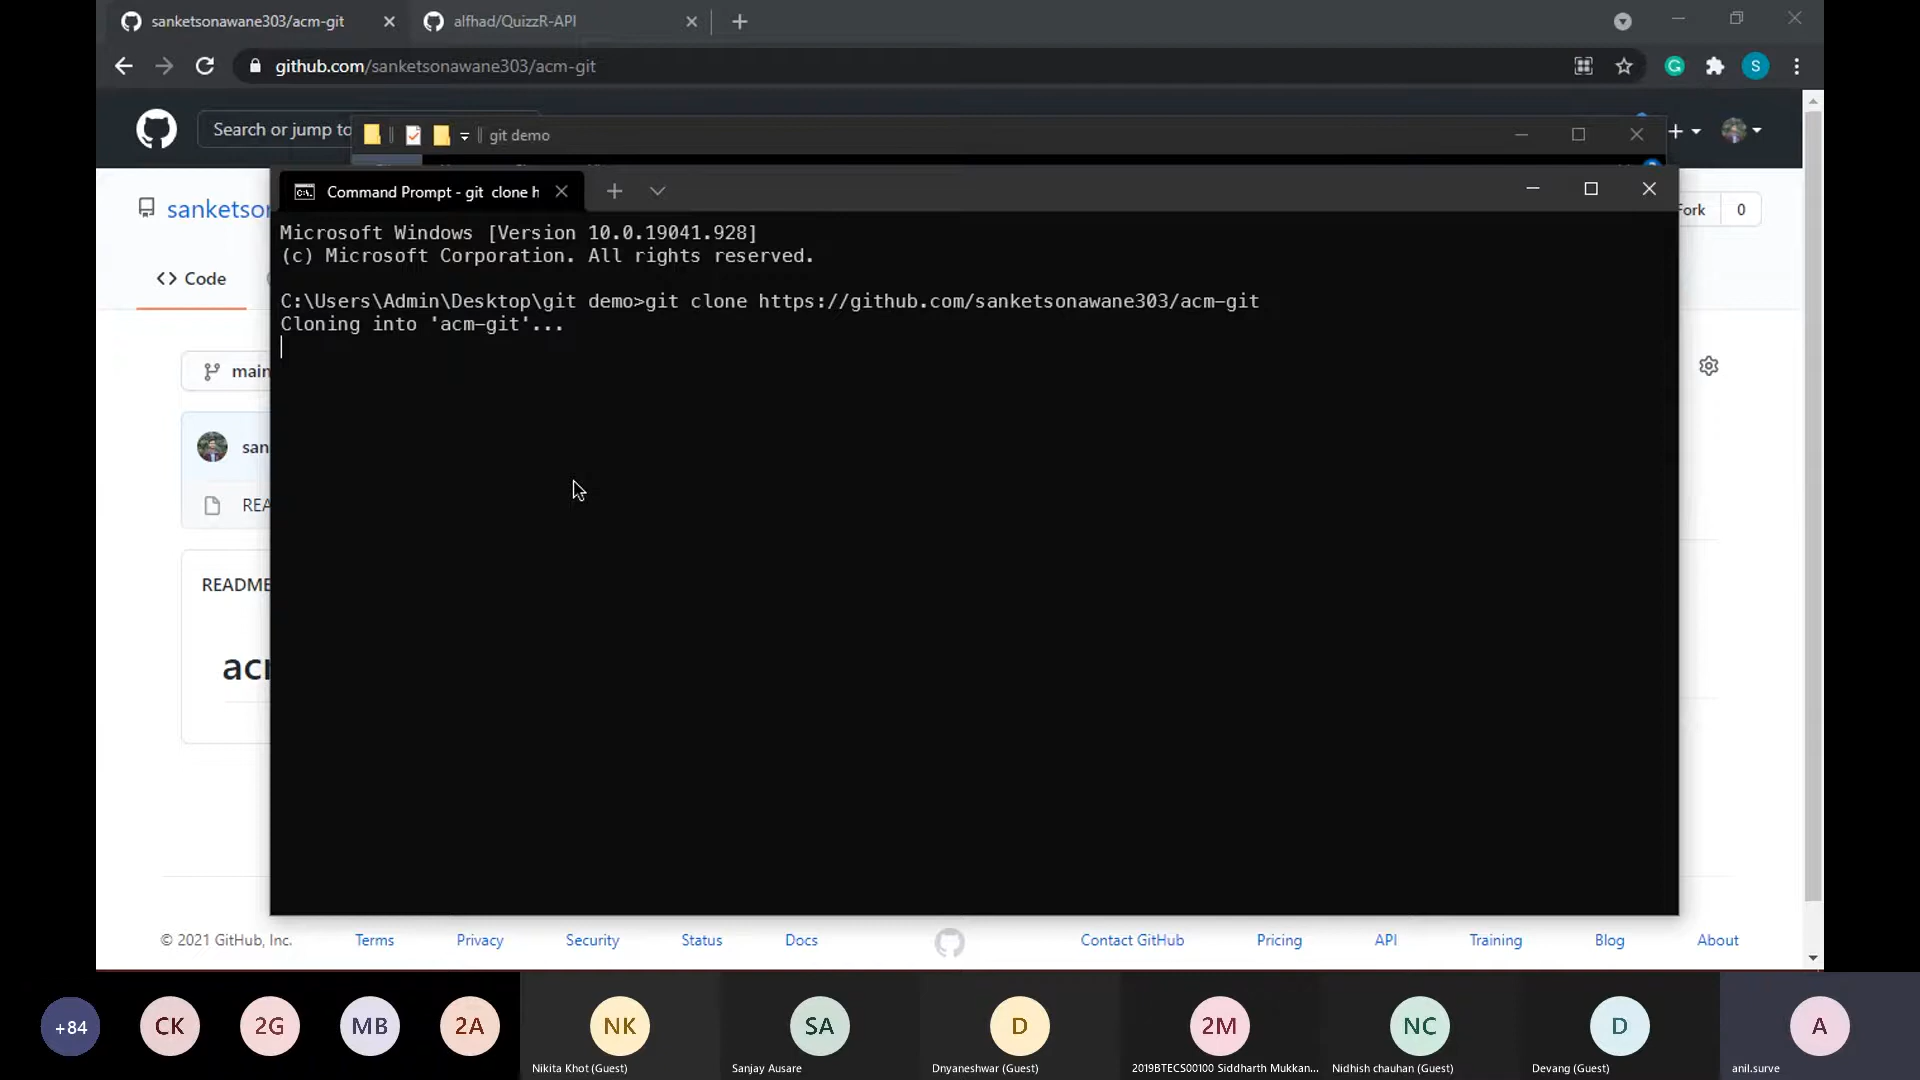 sanketsonawane303/acm-git
alfhad/QuizzR-API
github.com/sanketsonawane303/acm-git
S
Search or jump to
git demo
Command Prompt - git clone h
sanketso
Fork 0
Microsoft Windows [Version 10.0.19041.928]
(c) Microsoft Corporation. All rights reserved.
<> Code
C:\Users\Admin\Desktop\git demo>git clone https://github.com/sanketsonawane303/acm-git
Cloning into 'acm-git'...
main
san
REA
README
acm
© 2021 GitHub, Inc. Terms Privacy Security Status Docs Contact GitHub Pricing API Training Blog About
+84 CK 2G MB 2A NK SA D 2M NC D A
Nikita Khot (Guest) Sanjay Ausare Dnyaneshwar (Guest) 2019BTECS00100 Siddharth Mukkan... Nidhish chauhan (Guest) Devang (Guest) anil.surve